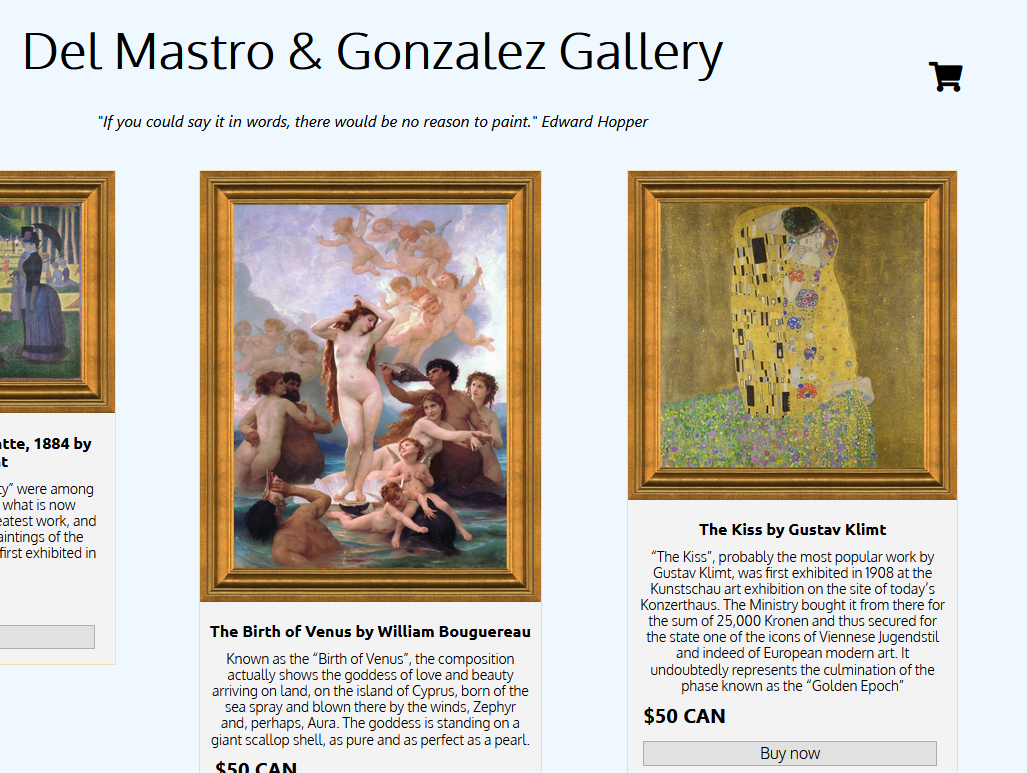 Del Mastro & Gonzalez Gallery
"If you could say it in words, there would be no reason to paint." Edward Hopper
tte, 1884 by
t
ty” were among
what is now
eatest work, and
aintings of the
first exhibited in
The Birth of Venus by William Bouguereau
Known as the “Birth of Venus”, the composition
actually shows the goddess of love and beauty
arriving on land, on the island of Cyprus, born of the
sea spray and blown there by the winds, Zephyr
and, perhaps, Aura. The goddess is standing on a
giant scallop shell, as pure and as perfect as a pearl.
$50 CAN
The Kiss by Gustav Klimt
“The Kiss”, probably the most popular work by
Gustav Klimt, was first exhibited in 1908 at the
Kunstschau art exhibition on the site of today’s
Konzerthaus. The Ministry bought it from there for
the sum of 25,000 Kronen and thus secured for
the state one of the icons of Viennese Jugendstil
and indeed of European modern art. It
undoubtedly represents the culmination of the
phase known as the “Golden Epoch”
$50 CAN
Buy now